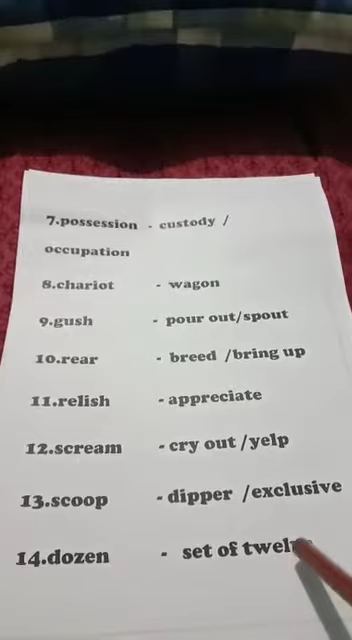 7.possession - custody /
occupation
8.chariot - wagon
9.gush - pour out/spout
10.rear - breed /bring up
11.relish - appreciate
12.scream - cry out /yelp
13.scoop - dipper /exclusive
14.dozen - set of